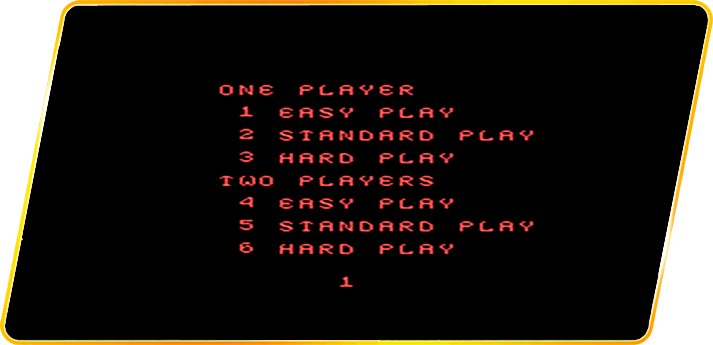 ONE PLAYER
1 EASY PLAY
2 STANDARD PLAY
3 HARD PLAY
TWO PLAYERS
4 EASY PLAY
5 STANDARD PLAY
6 HARD PLAY
1